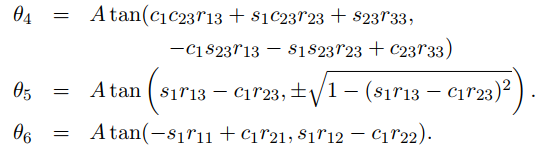 θ₄ = A tan(c₁c₂₃r₁₃ + s₁c₂₃r₂₃ + s₂₃r₃₃,
−c₁s₂₃r₁₃ − s₁s₂₃r₂₃ + c₂₃r₃₃)
θ₅ = A tan (s₁r₁₃ − c₁r₂₃, ±√(1 − (s₁r₁₃ − c₁r₂₃)²)).
θ₆ = A tan(−s₁r₁₁ + c₁r₂₁, s₁r₁₂ − c₁r₂₂).